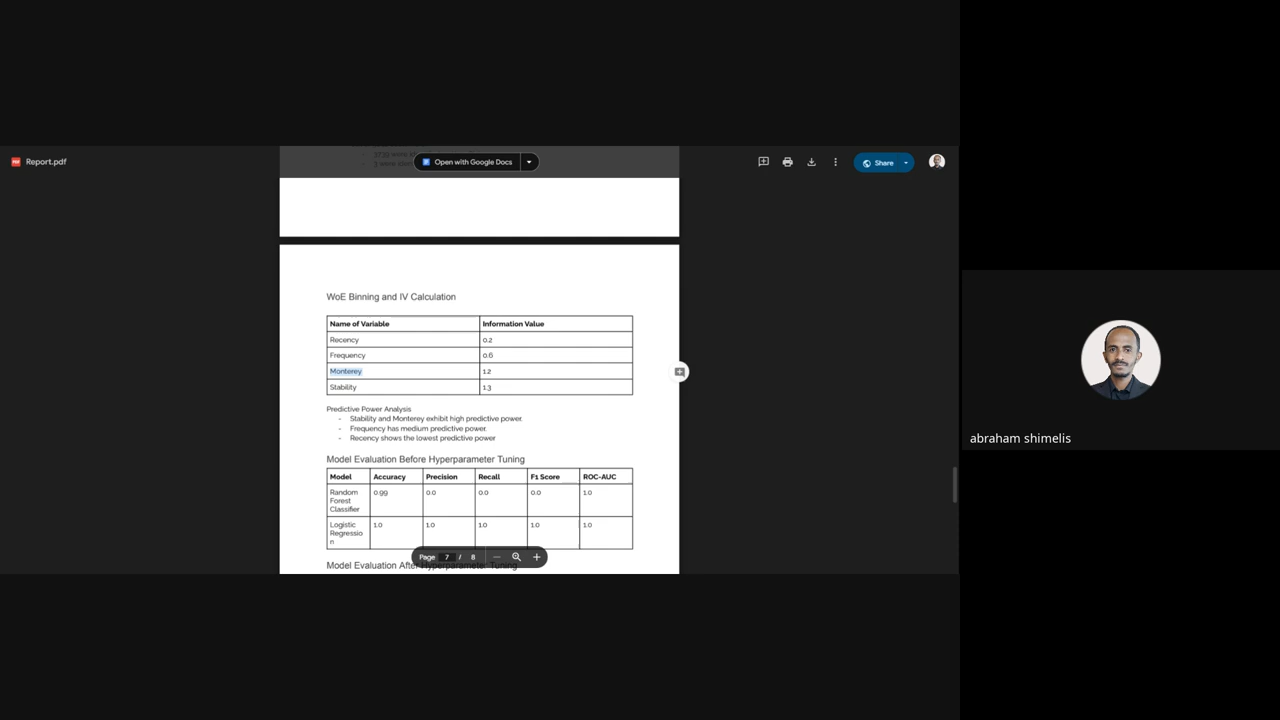 Report.pdf
Open with Google Docs
Share
WoE Binning and IV Calculation
Name of Variable Information Value
Recency 0.2
Frequency 0.6
Monterey 1.2
Stability 1.3
Predictive Power Analysis
- Stability and Monterey exhibit high predictive power.
- Frequency has medium predictive power.
- Recency shows the lowest predictive power
Model Evaluation Before Hyperparameter Tuning
Model Accuracy Precision Recall F1 Score ROC-AUC
Random 0.99 0.0 0.0 0.0 1.0
Forest
Classifier
Logistic 1.0 1.0 1.0 1.0 1.0
Regressio
n
Page 7 / 8
Model Evaluation After Hyperparameter Tuning
abraham shimelis